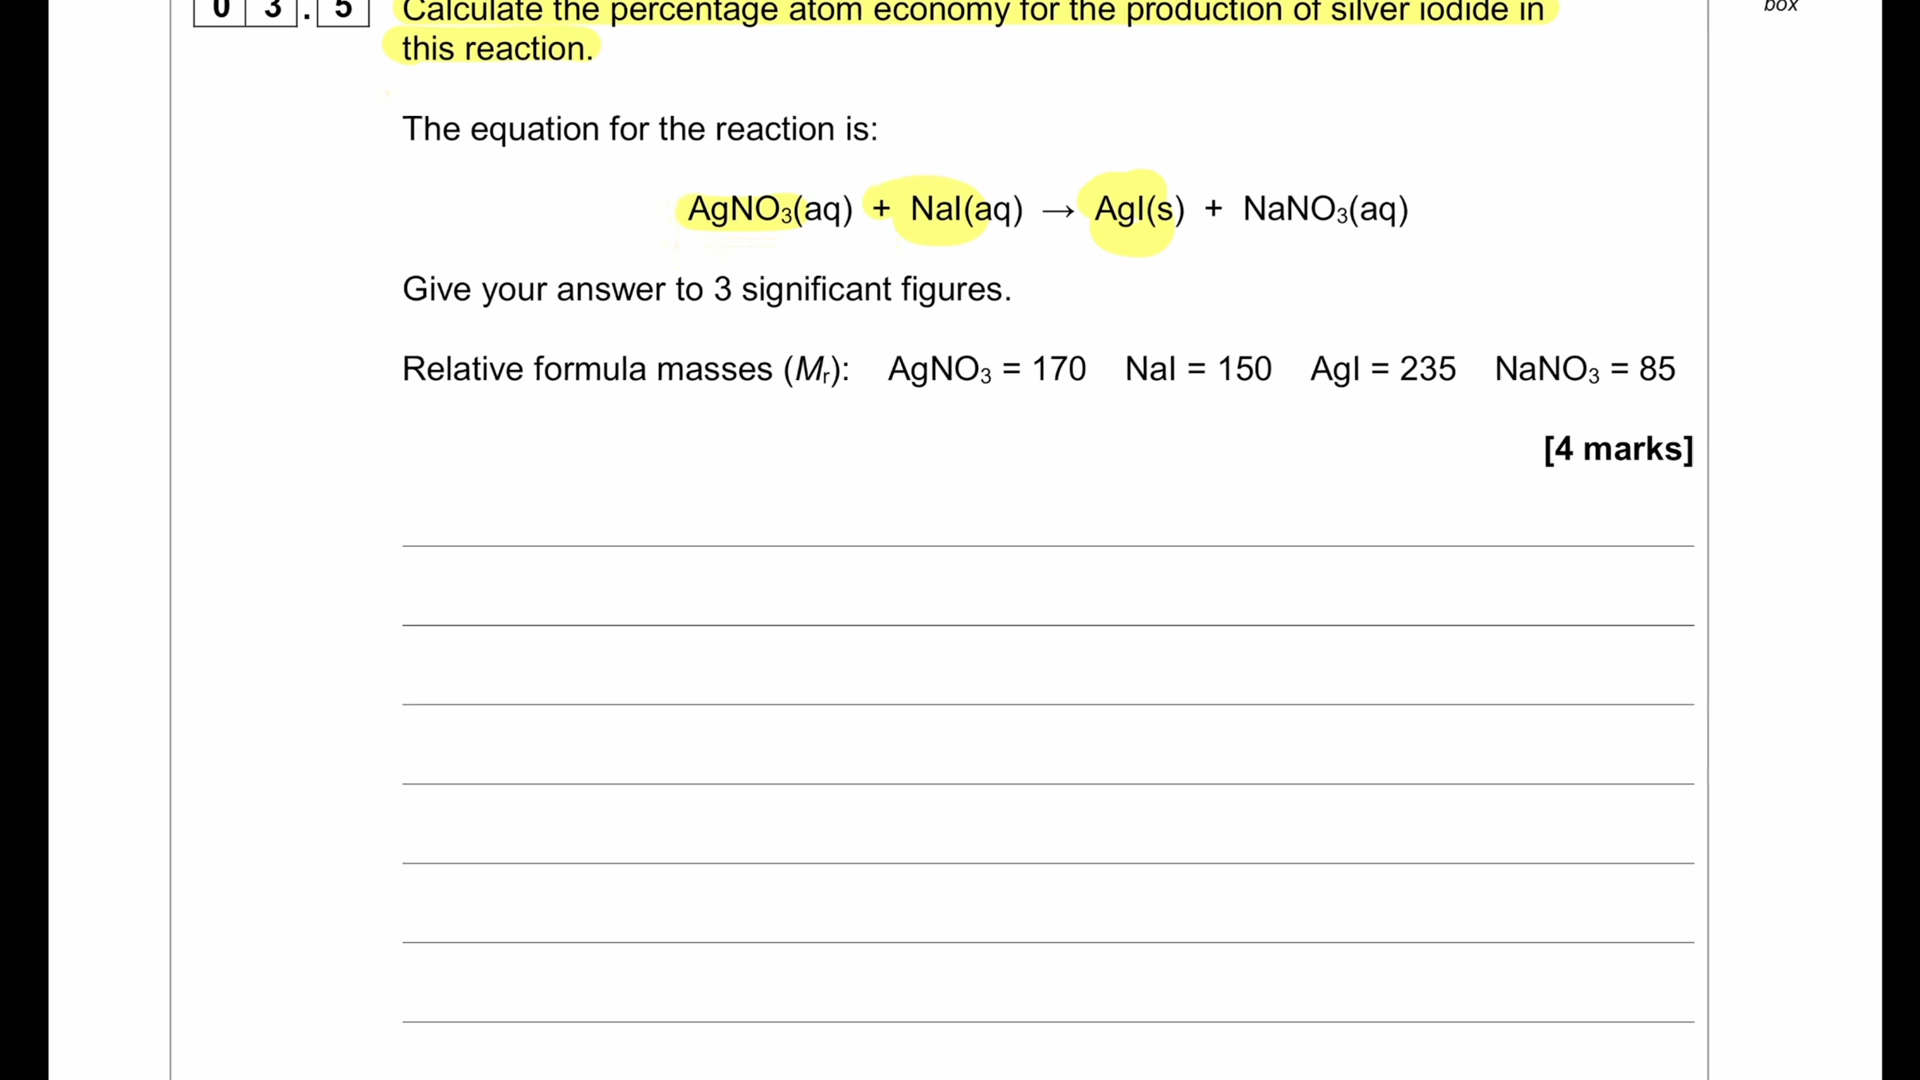 0 3 . 5 Calculate the percentage atom economy for the production of silver iodide in box
this reaction.
The equation for the reaction is:
AgNO₃(aq) + NaI(aq) → AgI(s) + NaNO₃(aq)
Give your answer to 3 significant figures.
Relative formula masses (Mᵣ): AgNO₃ = 170 NaI = 150 AgI = 235 NaNO₃ = 85
[4 marks]